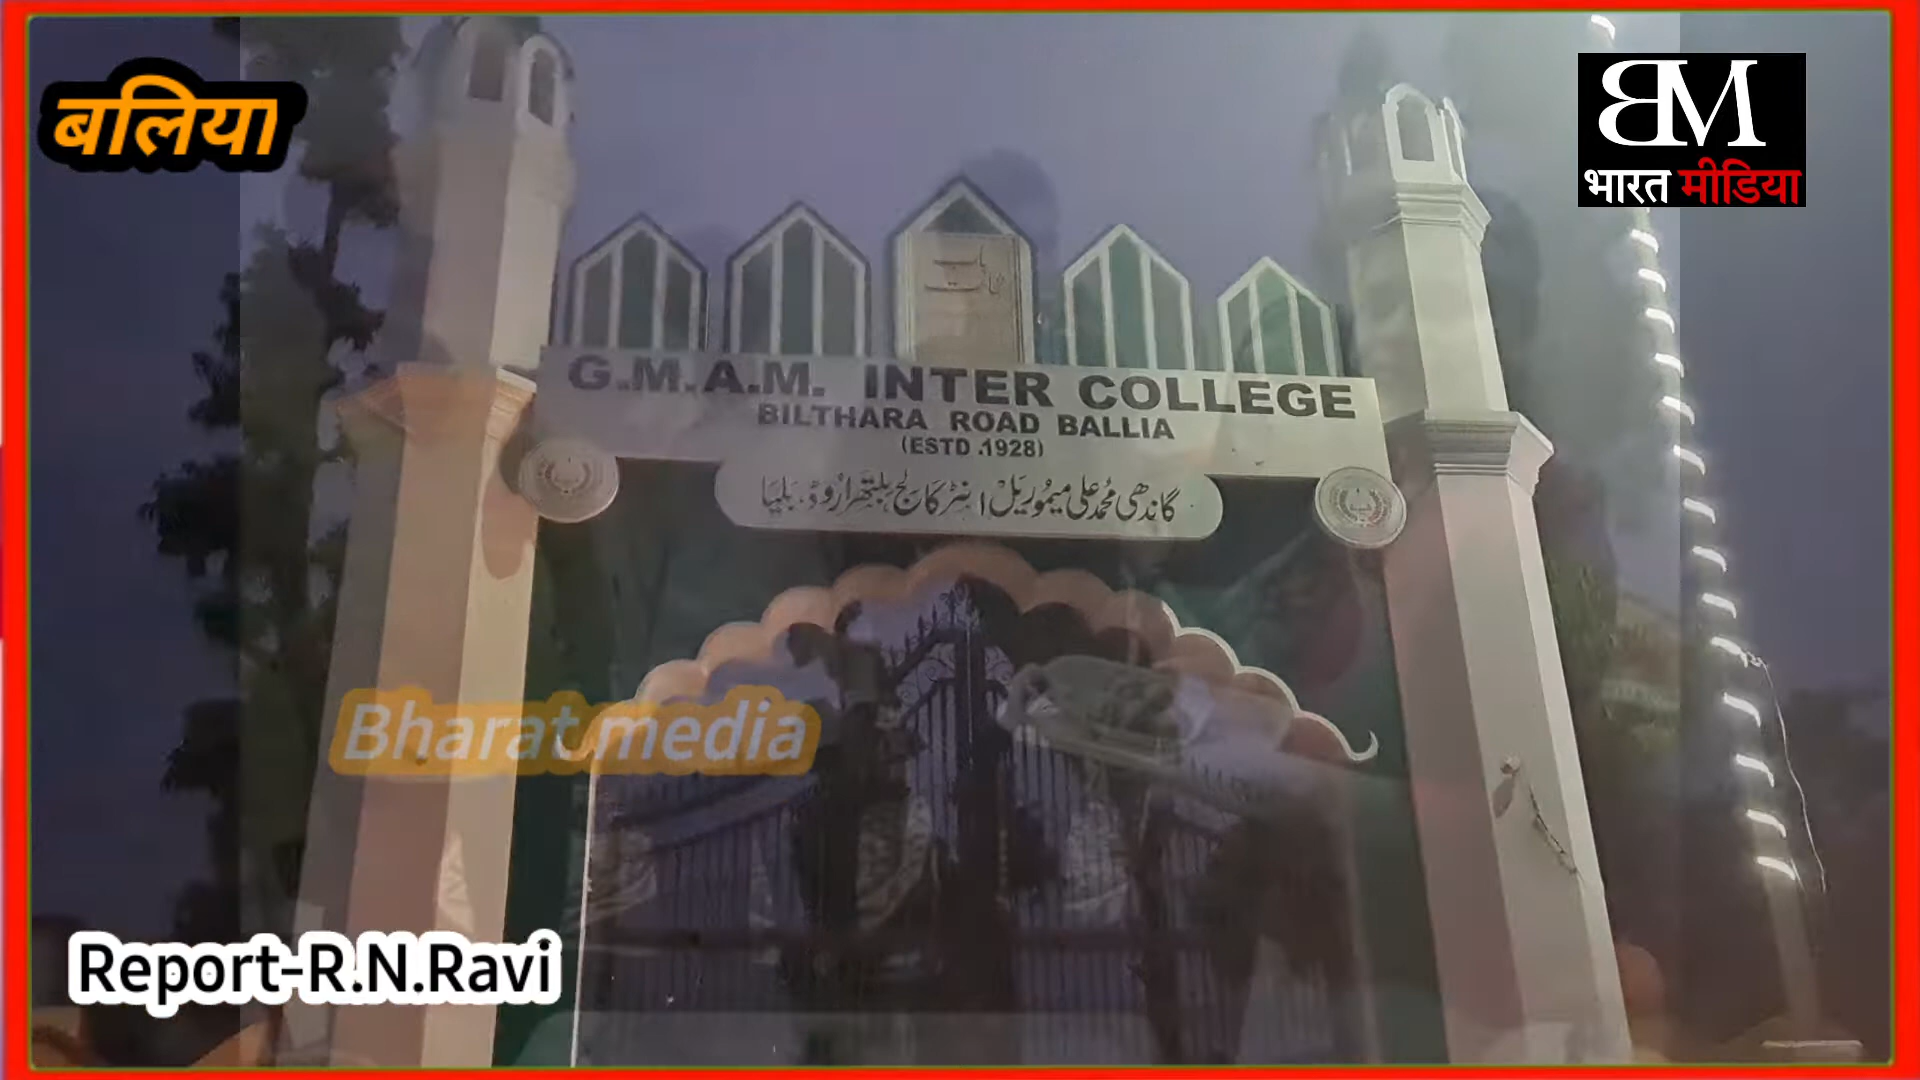 बलिया
BM
भारत मीडिया
G.M.A.M. INTER COLLEGE
BILTHARA ROAD BALLIA
(ESTD .1928)
گاندھی محمد علی میموریل انٹر کالج بلتھرا روڈ، بلیا
Bharat media
Report-R.N.Ravi